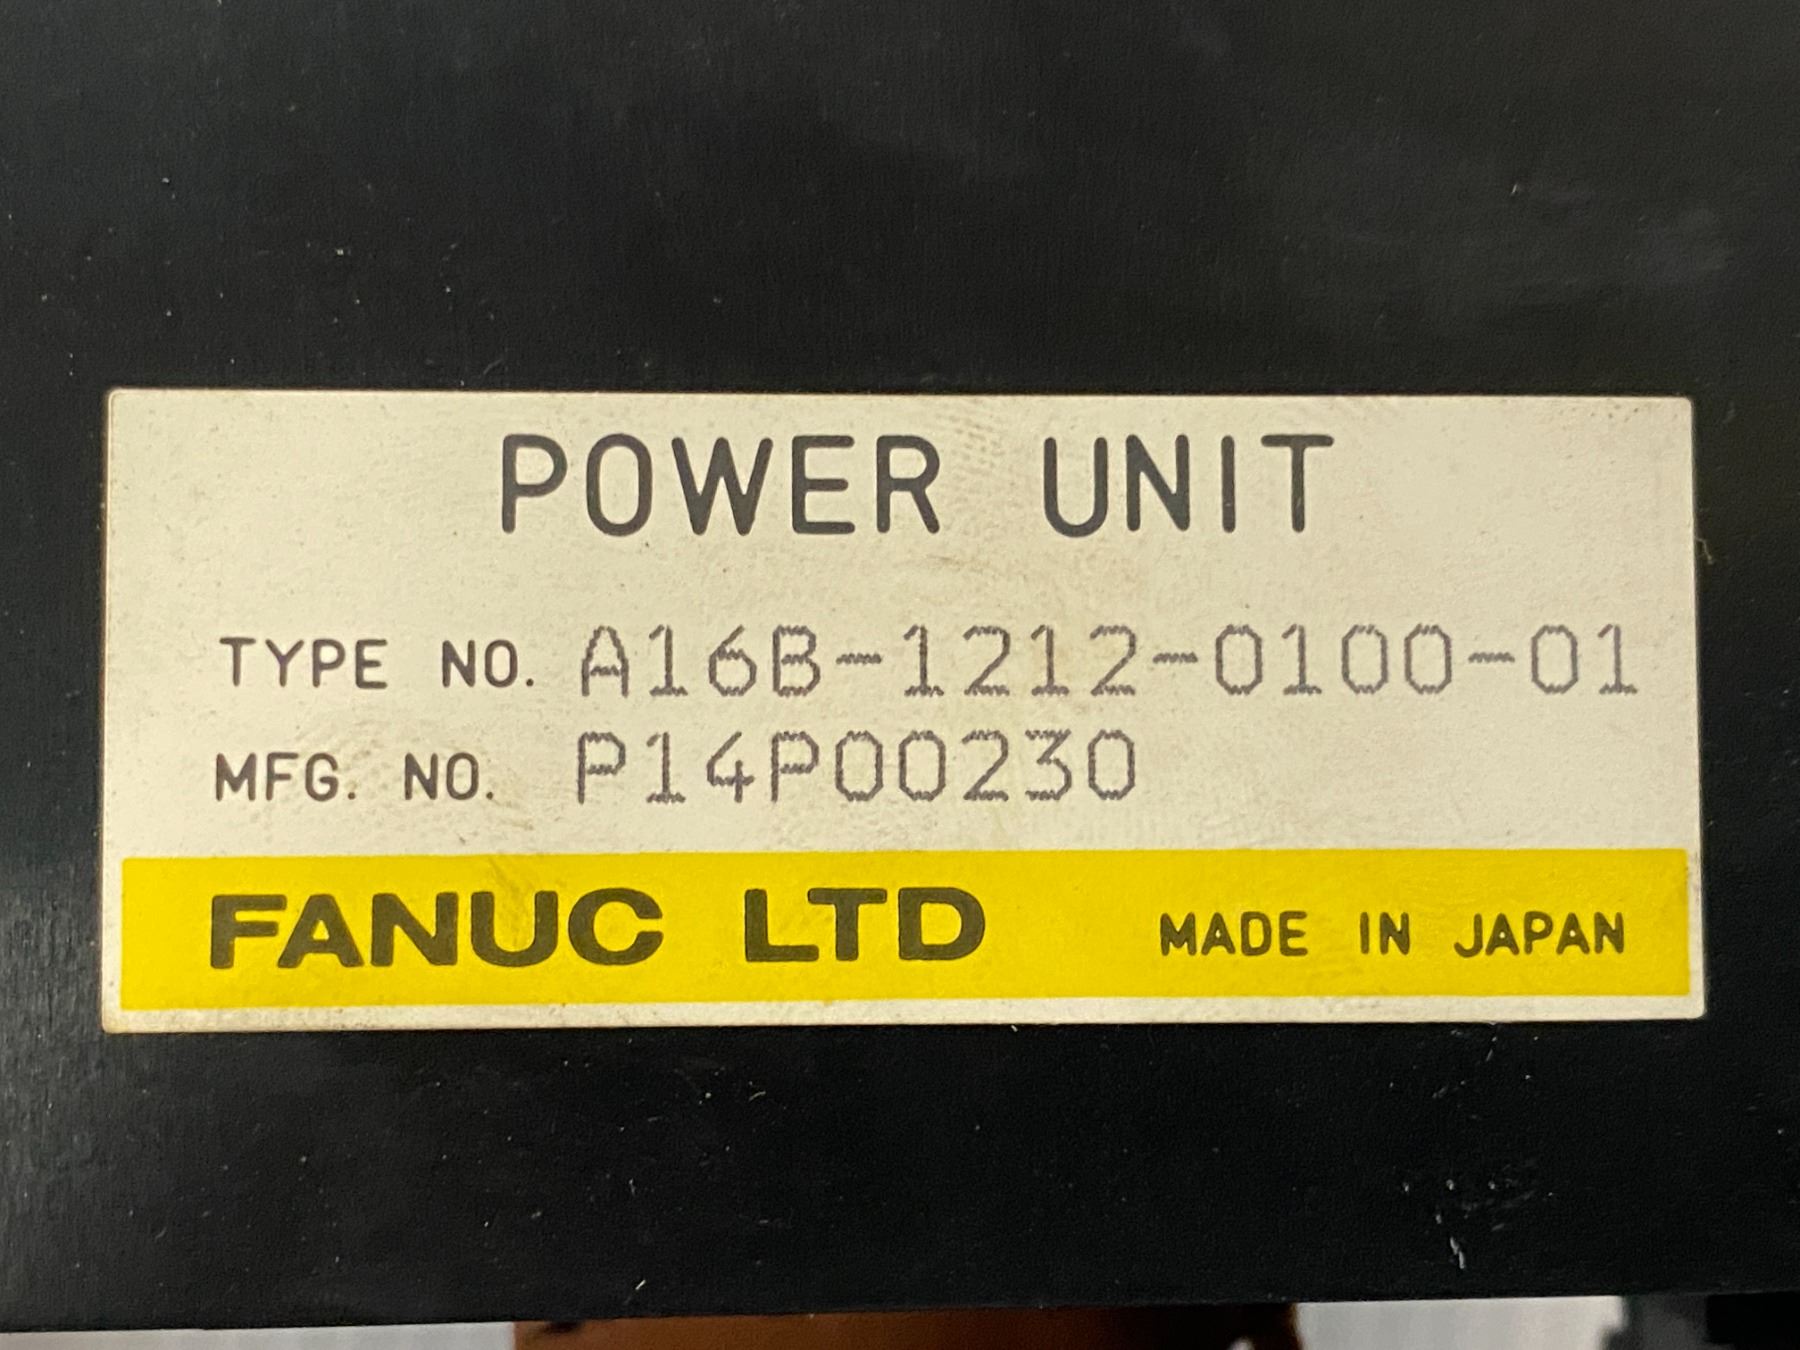 POWER UNIT
TYPE NO. A16B-1212-0100-01
MFG. NO. P14P00230
FANUC LTD MADE IN JAPAN